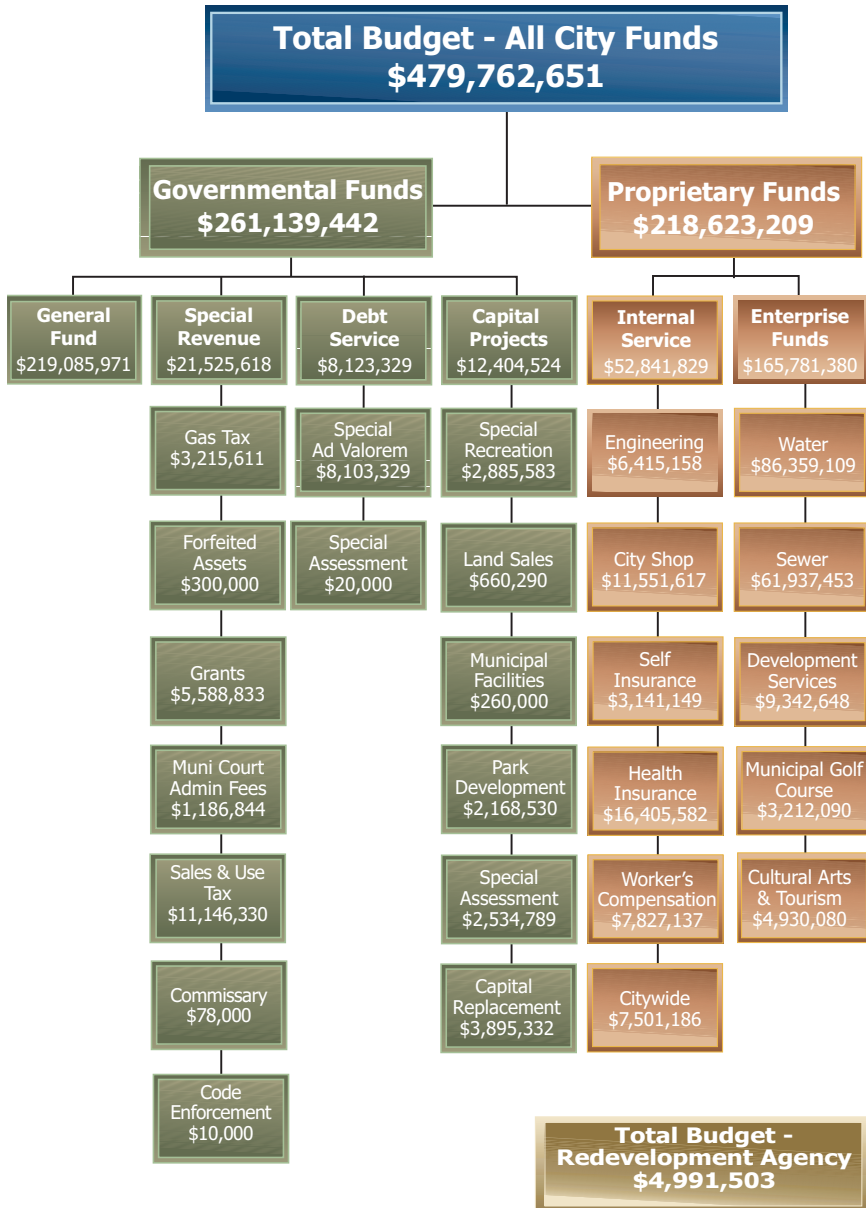 Total Budget - All City Funds
$479,762,651
Governmental Funds
$261,139,442
Proprietary Funds
$218,623,209
General
Fund
$219,085,971
Special
Revenue
$21,525,618
Debt
Service
$8,123,329
Capital
Projects
$12,404,524
Internal
Service
$52,841,829
Enterprise
Funds
$165,781,380
Gas Tax
$3,215,611
Forfeited
Assets
$300,000
Grants
$5,588,833
Muni Court
Admin Fees
$1,186,844
Sales & Use
Tax
$11,146,330
Commissary
$78,000
Code
Enforcement
$10,000
Special
Ad Valorem
$8,103,329
Special
Assessment
$20,000
Special
Recreation
$2,885,583
Land Sales
$660,290
Municipal
Facilities
$260,000
Park
Development
$2,168,530
Special
Assessment
$2,534,789
Capital
Replacement
$3,895,332
Engineering
$6,415,158
City Shop
$11,551,617
Self
Insurance
$3,141,149
Health
Insurance
$16,405,582
Worker’s
Compensation
$7,827,137
Citywide
$7,501,186
Water
$86,359,109
Sewer
$61,937,453
Development
Services
$9,342,648
Municipal Golf
Course
$3,212,090
Cultural Arts
& Tourism
$4,930,080
Total Budget -
Redevelopment Agency
$4,991,503